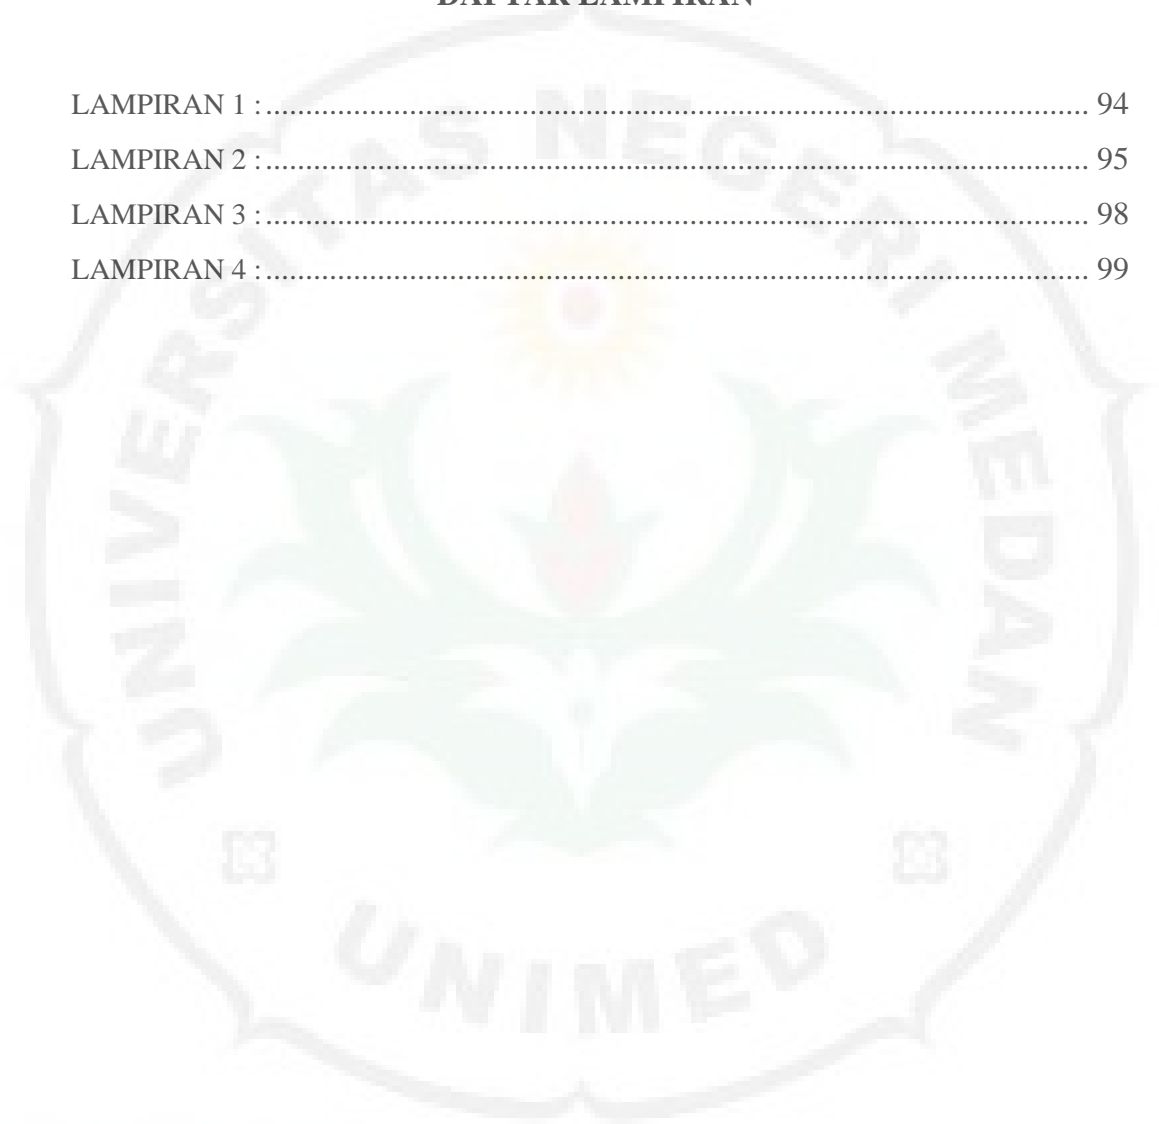 DAFTAR LAMPIRAN
LAMPIRAN 1 :........................................................................................................ 94
LAMPIRAN 2 :........................................................................................................ 95
LAMPIRAN 3 :........................................................................................................ 98
LAMPIRAN 4 :........................................................................................................ 99
UNIVERSITAS NEGERI MEDAN
UNIMED